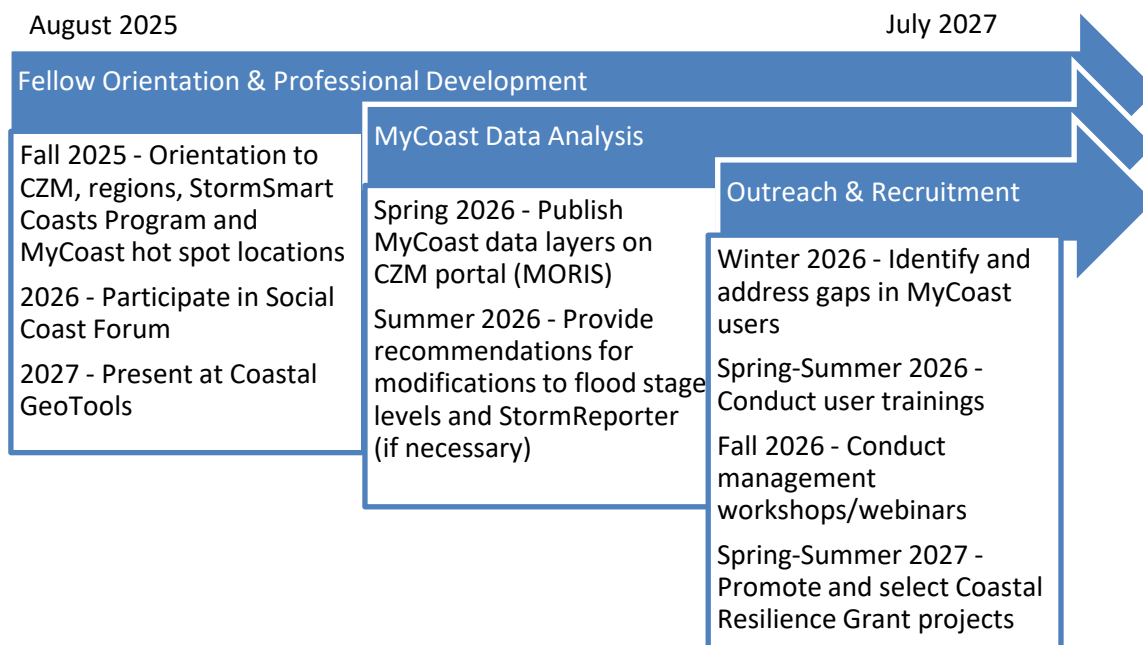 August 2025
July 2027
Fellow Orientation & Professional Development
Fall 2025 - Orientation to
CZM, regions, StormSmart
Coasts Program and
MyCoast hot spot locations
2026 - Participate in Social
Coast Forum
2027 - Present at Coastal
GeoTools
MyCoast Data Analysis
Spring 2026 - Publish
MyCoast data layers on
CZM portal (MORIS)
Summer 2026 - Provide
recommendations for
modifications to flood stage
levels and StormReporter
(if necessary)
Outreach & Recruitment
Winter 2026 - Identify and
address gaps in MyCoast
users
Spring-Summer 2026 -
Conduct user trainings
Fall 2026 - Conduct
management
workshops/webinars
Spring-Summer 2027 -
Promote and select Coastal
Resilience Grant projects